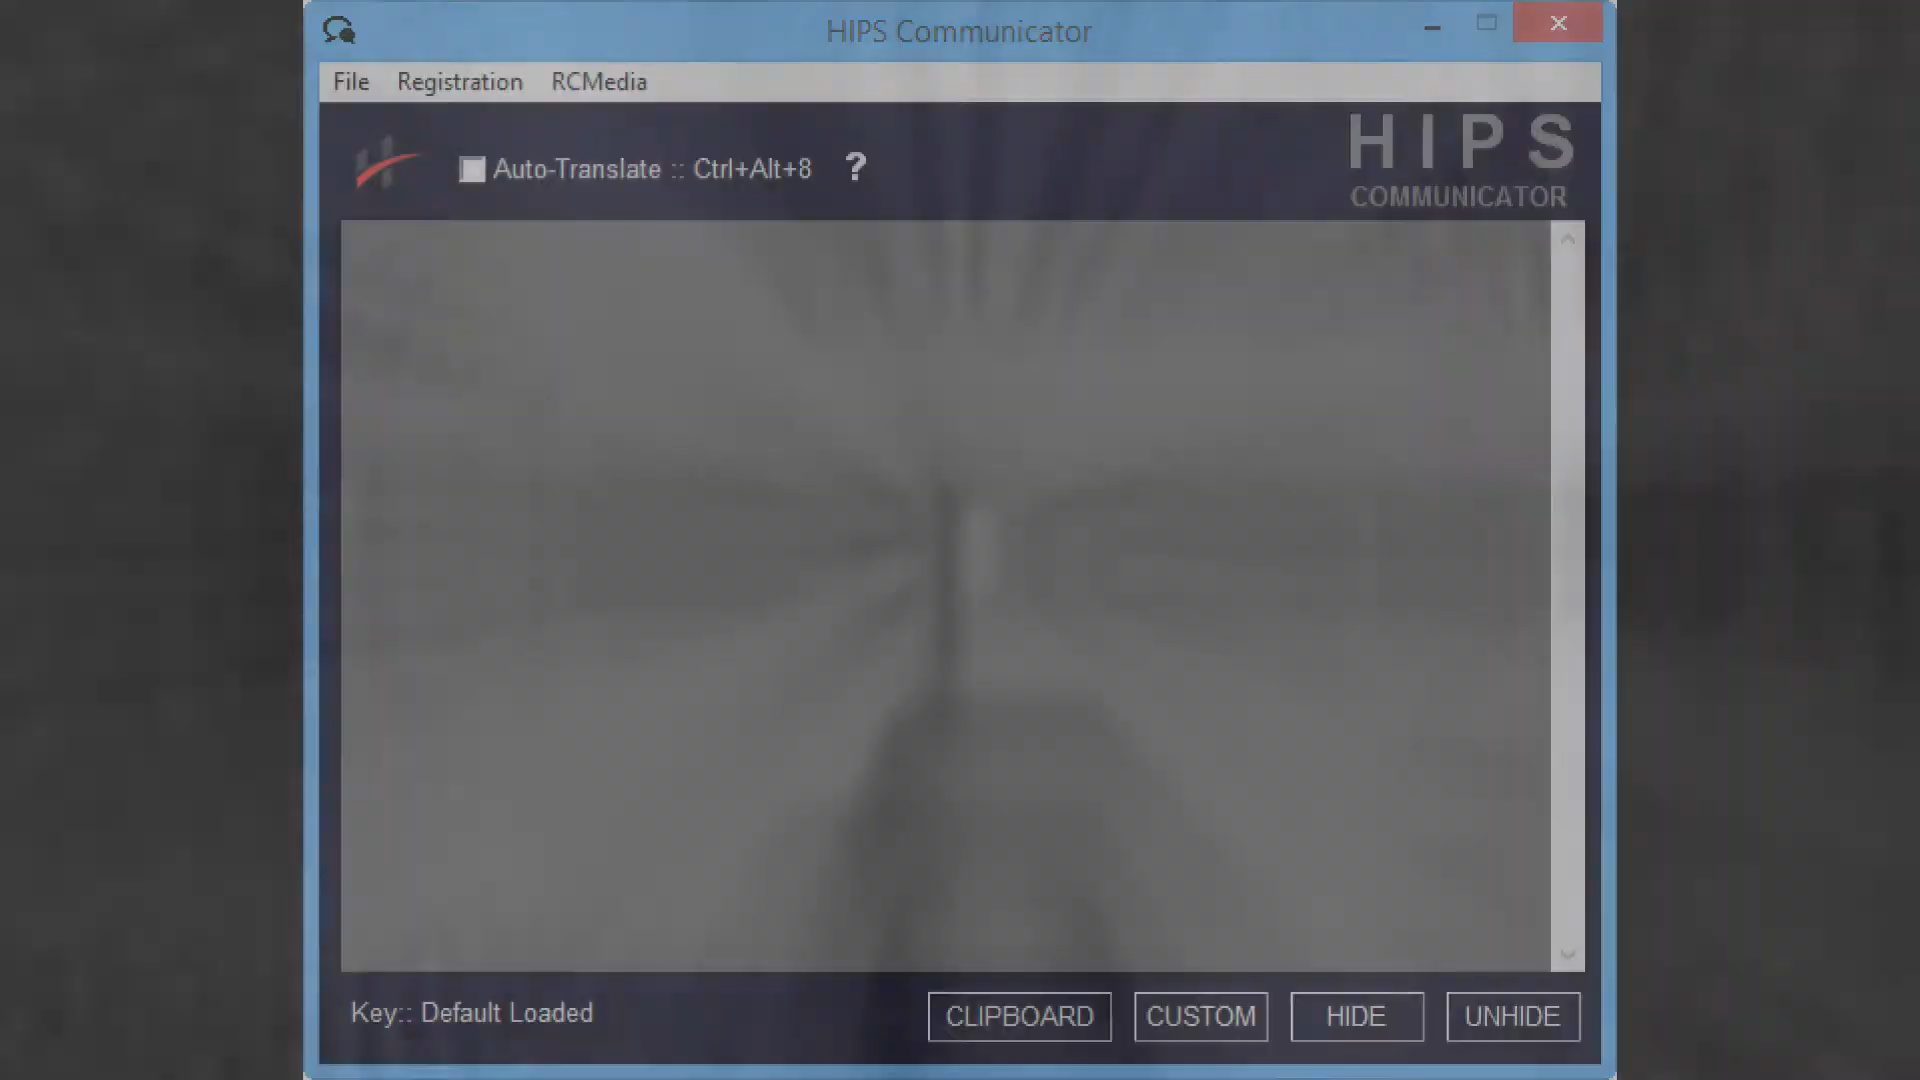 HIPS Communicator
File Registration RCMedia
H
Auto-Translate :: Ctrl+Alt+8 ?
HIPS
COMMUNICATOR
Key:: Default Loaded
CLIPBOARD CUSTOM HIDE UNHIDE